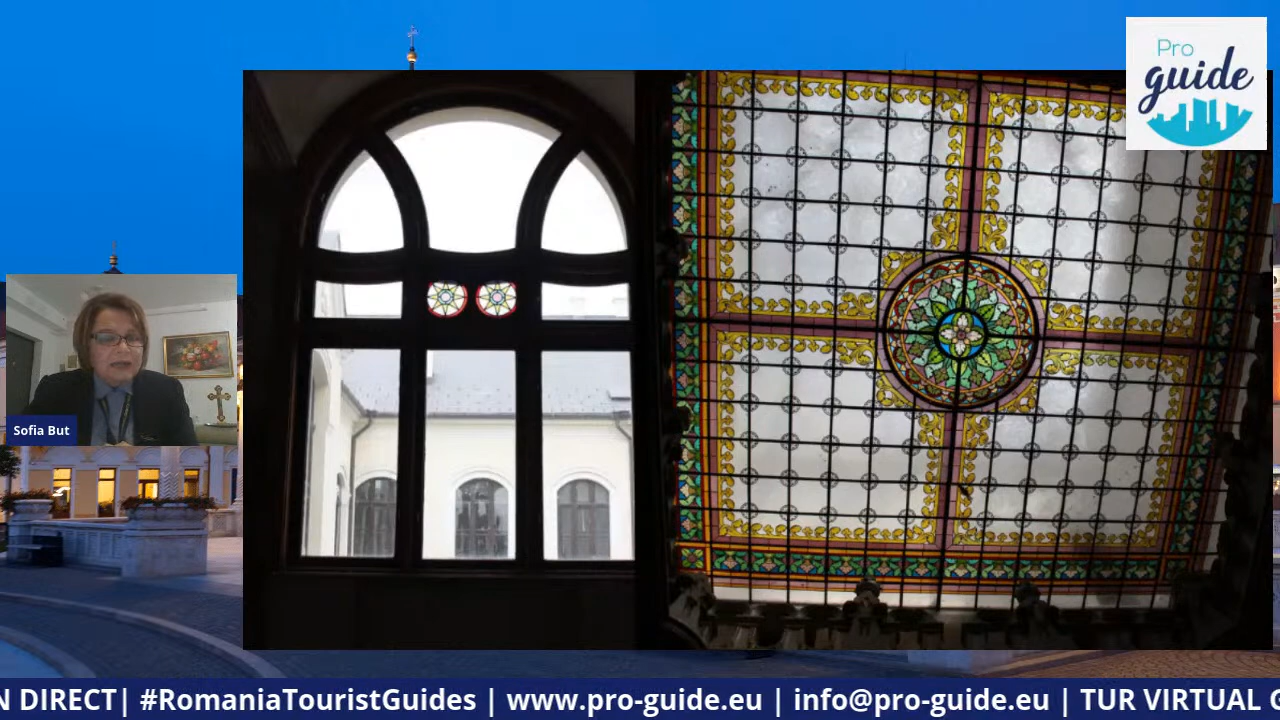 Pro
guide
Sofia But
N DIRECT| #RomaniaTouristGuides | www.pro-guide.eu | info@pro-guide.eu | TUR VIRTUAL